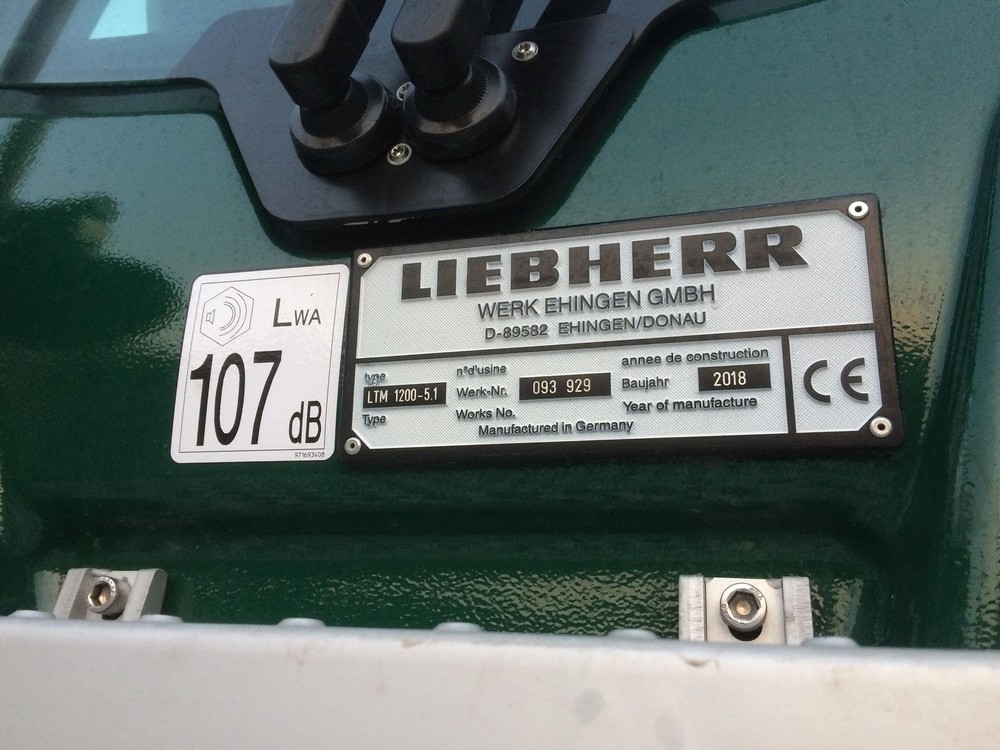 LWA
107
dB
971693408
LIEBHERR
WERK EHINGEN GMBH
D-89582 EHINGEN/DONAU
type
LTM 1200-5.1
Type
n°d'usine
Werk-Nr. 093 929
Works No.
annee de construction
Baujahr 2018
Year of manufacture
Manufactured in Germany
CE